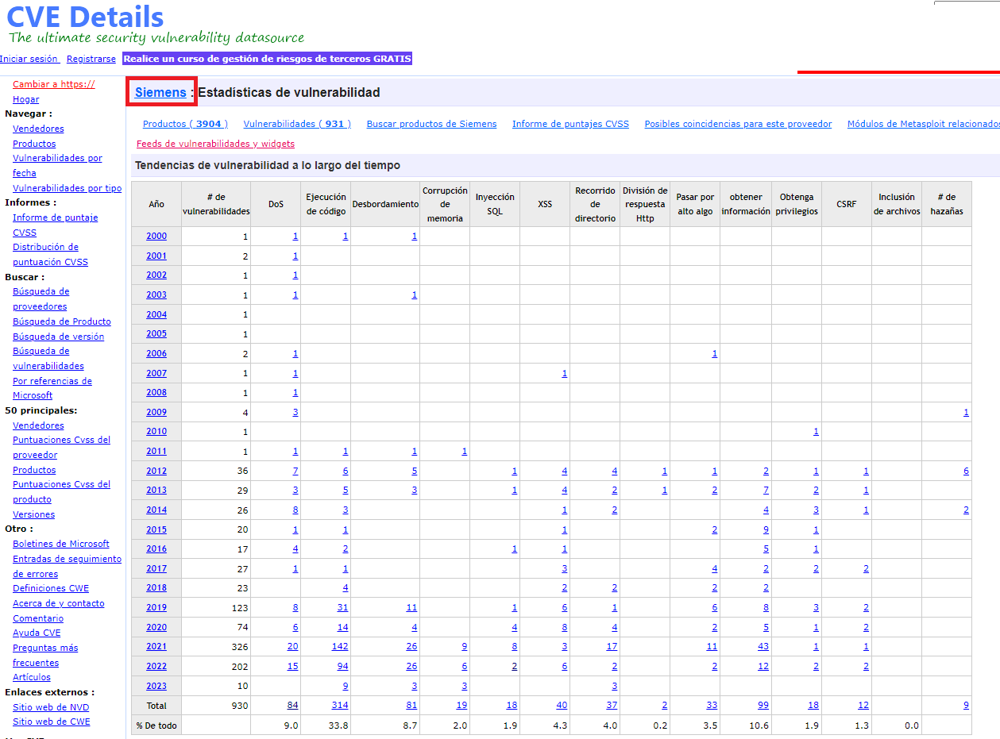 CVE Details
The ultimate security vulnerability datasource
Iniciar sesión Registrarse Realice un curso de gestión de riesgos de terceros GRATIS
Cambiar a https://
Hogar
Navegar :
Vendedores
Productos
Vulnerabilidades por
fecha
Vulnerabilidades por tipo
Informes :
Informe de puntaje
CVSS
Distribución de
puntuación CVSS
Buscar :
Búsqueda de
proveedores
Búsqueda de Producto
Búsqueda de versión
Búsqueda de
vulnerabilidades
Por referencias de
Microsoft
50 principales:
Vendedores
Puntuaciones Cvss del
proveedor
Productos
Puntuaciones Cvss del
producto
Versiones
Otro :
Boletines de Microsoft
Entradas de seguimiento
de errores
Definiciones CWE
Acerca de y contacto
Comentario
Ayuda CVE
Preguntas más
frecuentes
Artículos
Enlaces externos :
Sitio web de NVD
Sitio web de CWE
Siemens : Estadísticas de vulnerabilidad
Productos ( 3904 ) Vulnerabilidades ( 931 ) Buscar productos de Siemens Informe de puntajes CVSS Posibles coincidencias para este proveedor Módulos de Metasploit relacionados
Feeds de vulnerabilidades y widgets
Tendencias de vulnerabilidad a lo largo del tiempo
Año # de vulnerabilidades DoS Ejecución de código Desbordamiento Corrupción de memoria Inyección SQL XSS Recorrido de directorio División de respuesta Http Pasar por alto algo obtener información Obtenga privilegios CSRF Inclusión de archivos # de hazañas
2000 1 1 1 1
2001 2 1
2002 1 1
2003 1 1 1
2004 1
2005 1
2006 2 1 1
2007 1 1 1
2008 1 1
2009 4 3 1
2010 1 1
2011 1 1 1 1 1
2012 36 7 6 5 1 4 4 1 1 2 1 1 6
2013 29 3 5 3 1 4 2 1 2 7 2 1
2014 26 8 3 1 2 4 3 1 2
2015 20 1 1 1 2 9 1
2016 17 4 2 1 1 5 1
2017 27 1 1 3 4 2 2 2
2018 23 4 2 2 2 2
2019 123 8 31 11 1 6 1 6 8 3 2
2020 74 6 14 4 4 8 4 2 5 1 2
2021 326 20 142 26 9 8 3 17 11 43 1 1
2022 202 15 94 26 6 2 6 2 2 12 2 2
2023 10 9 3 3 3
Total 930 84 314 81 19 18 40 37 2 33 99 18 12 9
% De todo 9.0 33.8 8.7 2.0 1.9 4.3 4.0 0.2 3.5 10.6 1.9 1.3 0.0